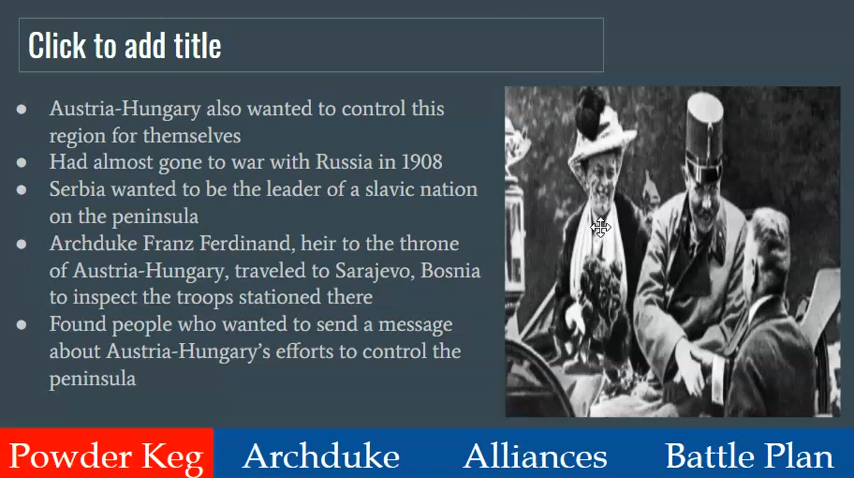 Click to add title
● Austria-Hungary also wanted to control this
region for themselves
● Had almost gone to war with Russia in 1908
● Serbia wanted to be the leader of a slavic nation
on the peninsula
● Archduke Franz Ferdinand, heir to the throne
of Austria-Hungary, traveled to Sarajevo, Bosnia
to inspect the troops stationed there
● Found people who wanted to send a message
about Austria-Hungary’s efforts to control the
peninsula
Powder Keg Archduke Alliances Battle Plan